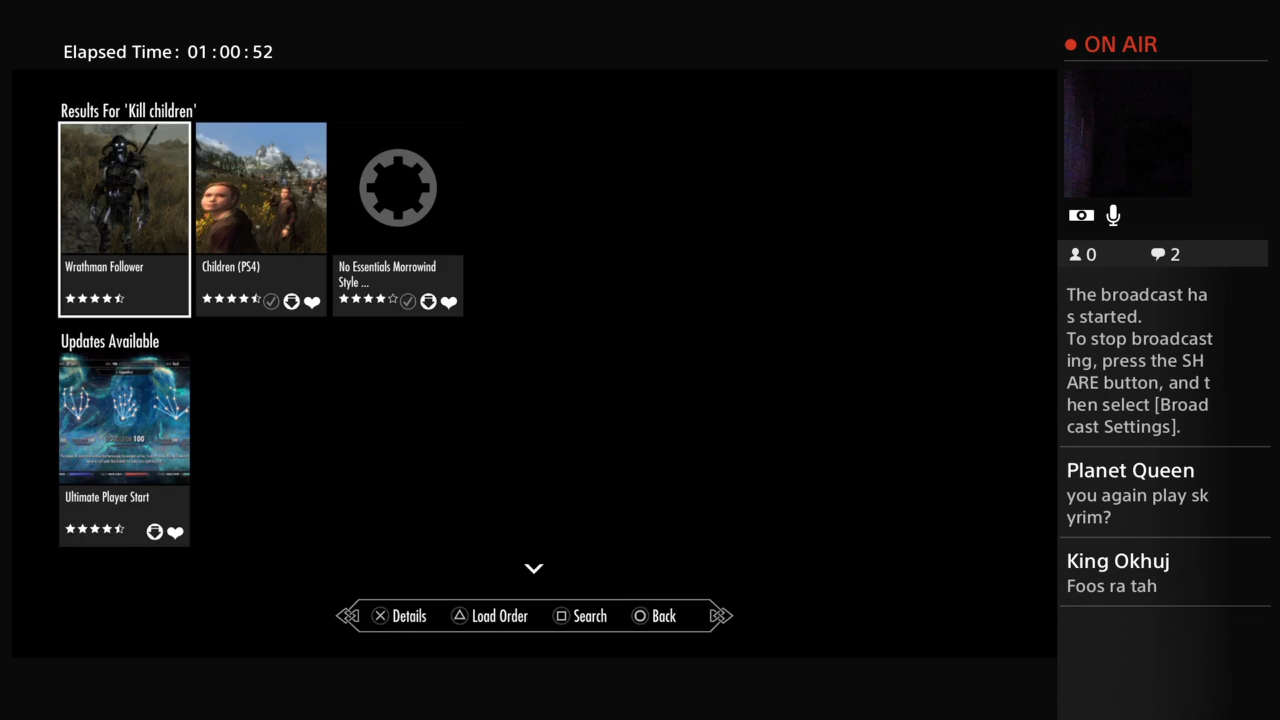 Elapsed Time: 01:00:52
ON AIR
Results For 'Kill children'
Wrathman Follower
Children (PS4)
No Essentials Morrowind
Style ...
Updates Available
100
Ultimate Player Start
Details
Load Order
Search
Back
0
2
The broadcast ha
s started.
To stop broadcast
ing, press the SH
ARE button, and t
hen select [Broad
cast Settings].
Planet Queen
you again play sk
yrim?
King Okhuj
Foos ra tah